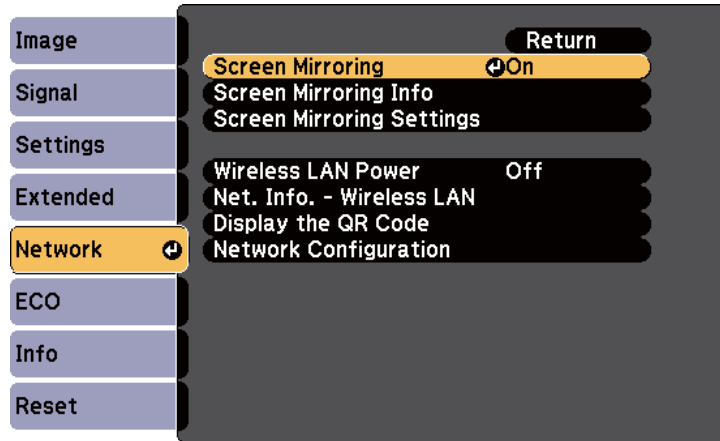 Image
Signal
Settings
Extended
Network
ECO
Info
Reset
Return
Screen Mirroring On
Screen Mirroring Info
Screen Mirroring Settings
Wireless LAN Power Off
Net. Info. - Wireless LAN
Display the QR Code
Network Configuration